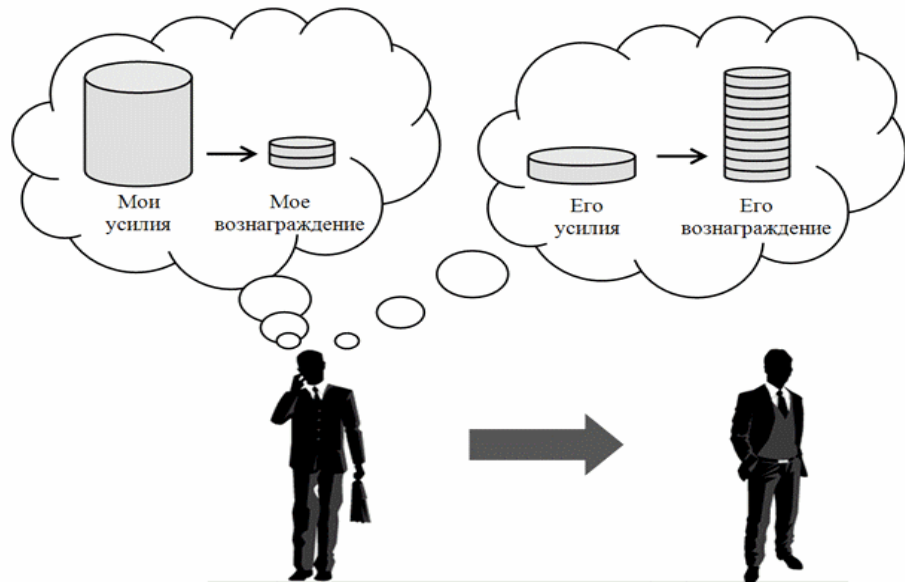 Мои
усилия
Мое
вознаграждение
Его
усилия
Его
вознаграждение